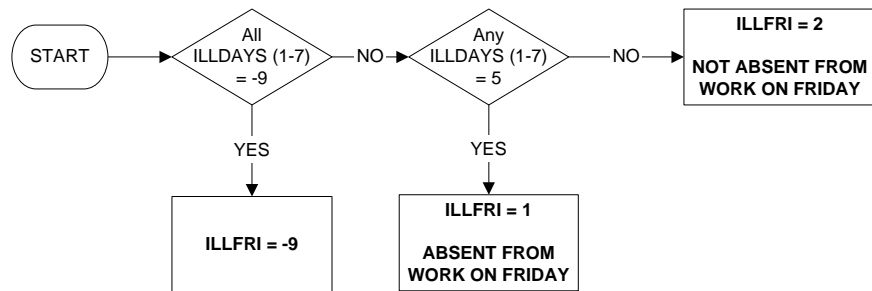 START
All
ILLDAYS (1-7)
= -9
NO
Any
ILLDAYS (1-7)
= 5
NO
ILLFRI = 2
NOT ABSENT FROM
WORK ON FRIDAY
YES
YES
ILLFRI = -9
ILLFRI = 1
ABSENT FROM
WORK ON FRIDAY